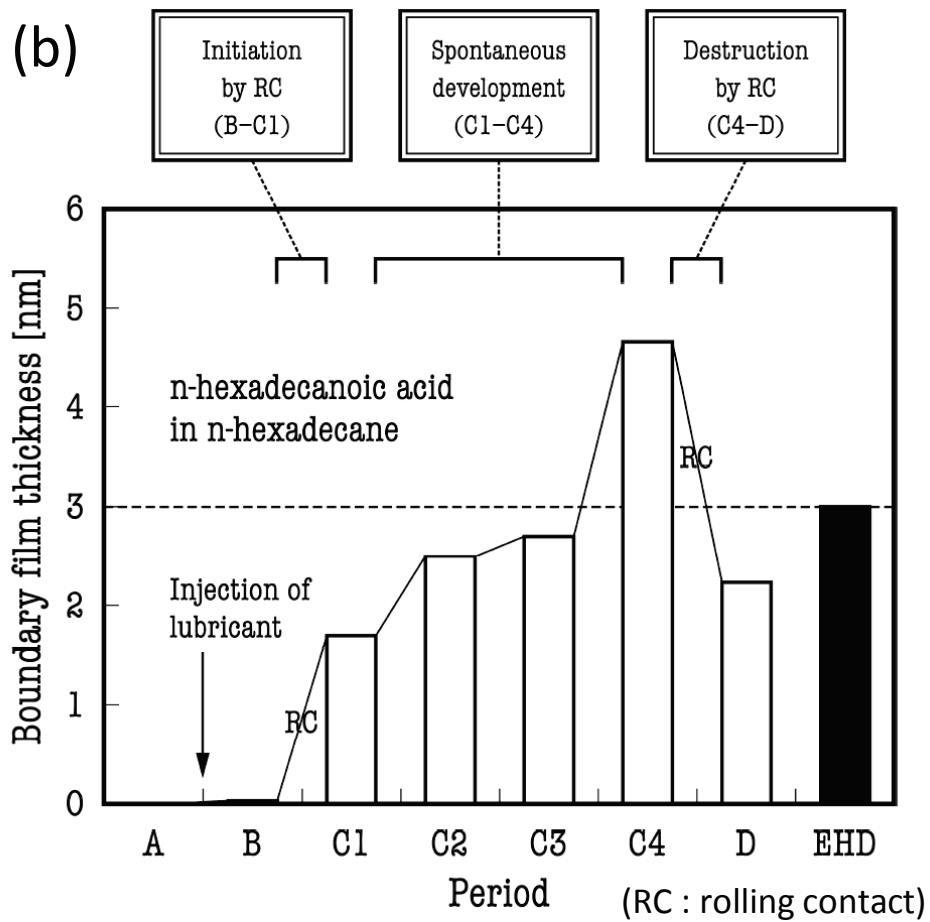 (b)
Initiation
by RC
(B–C1)
Spontaneous
development
(C1–C4)
Destruction
by RC
(C4–D)
Boundary film thickness [nm]
6
5
4
3
2
1
0
n-hexadecanoic acid
in n-hexadecane
Injection of
lubricant
RC
RC
A B C1 C2 C3 C4 D EHD
Period
(RC : rolling contact)